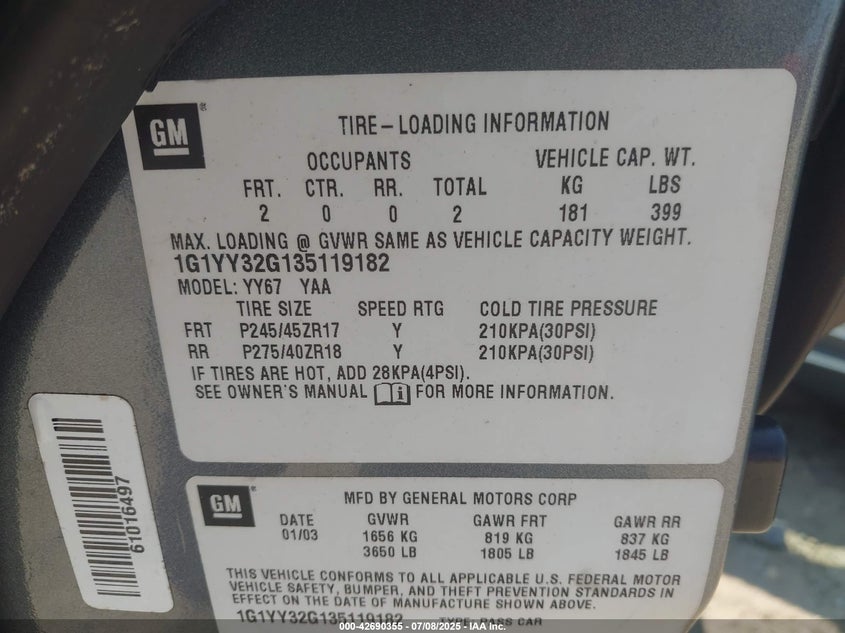 GM
TIRE-LOADING INFORMATION
OCCUPANTS VEHICLE CAP. WT.
FRT. CTR. RR. TOTAL KG LBS
2 0 0 2 181 399
MAX. LOADING @ GVWR SAME AS VEHICLE CAPACITY WEIGHT.
1G1YY32G135119182
MODEL: YY67 YAA
TIRE SIZE SPEED RTG COLD TIRE PRESSURE
FRT P245/45ZR17 Y 210KPA(30PSI)
RR P275/40ZR18 Y 210KPA(30PSI)
IF TIRES ARE HOT, ADD 28KPA(4PSI).
SEE OWNER'S MANUAL FOR MORE INFORMATION.
61016497
GM
MFD BY GENERAL MOTORS CORP
DATE GVWR GAWR FRT GAWR RR
01/03 1656 KG 819 KG 837 KG
3650 LB 1805 LB 1845 LB
THIS VEHICLE CONFORMS TO ALL APPLICABLE U.S. FEDERAL MOTOR
VEHICLE SAFETY, BUMPER, AND THEFT PREVENTION STANDARDS IN
EFFECT ON THE DATE OF MANUFACTURE SHOWN ABOVE.
1G1YY32G135119182 TYPE: PASS CAR
000-42690355 - 07/08/2025 - IAA Inc.